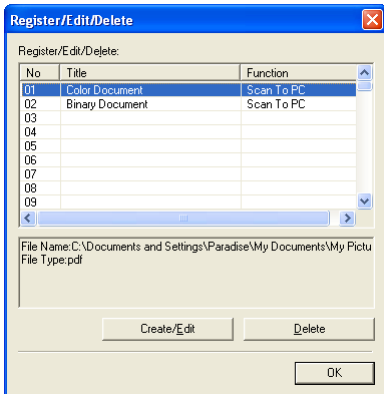 Register/Edit/Delete
Register/Edit/Delete:
No Title Function
01 Color Document Scan To PC
02 Binary Document Scan To PC
03
04
05
06
07
08
09
File Name:C:\Documents and Settings\Paradise\My Documents\My Pictu
File Type:pdf
Create/Edit Delete
OK